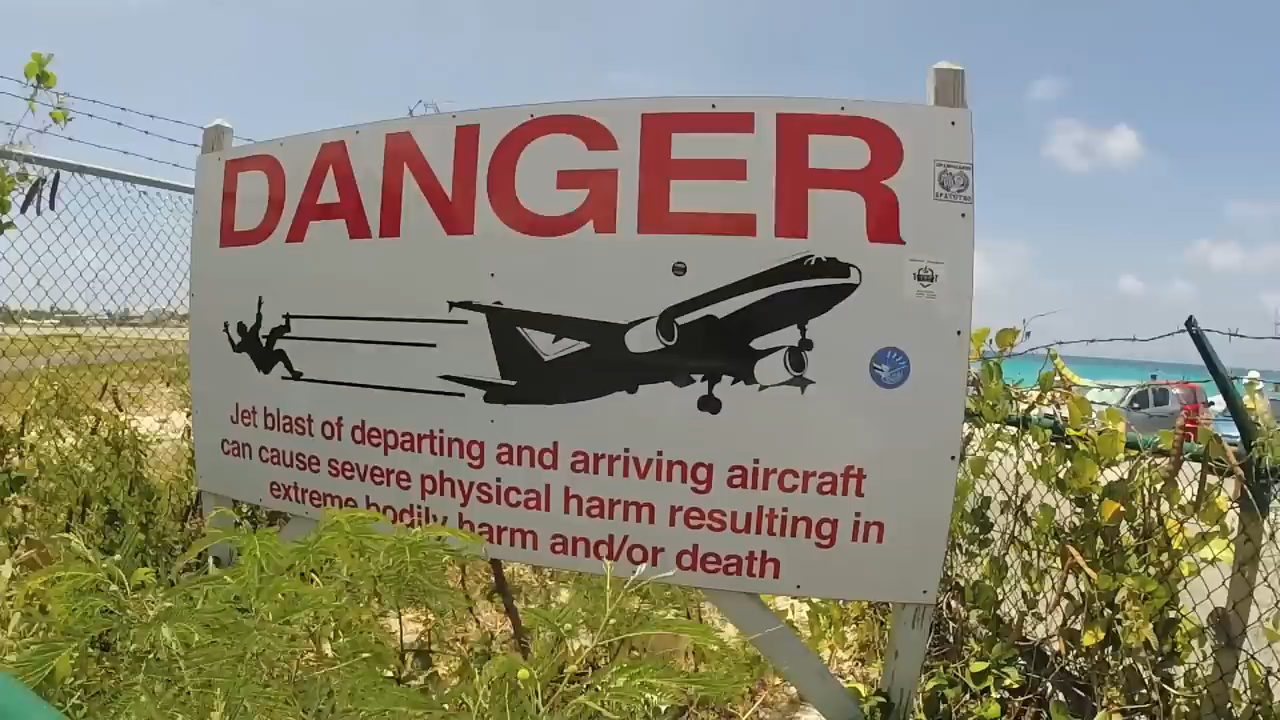 DANGER
Jet blast of departing and arriving aircraft
can cause severe physical harm resulting in
extreme bodily harm and/or death